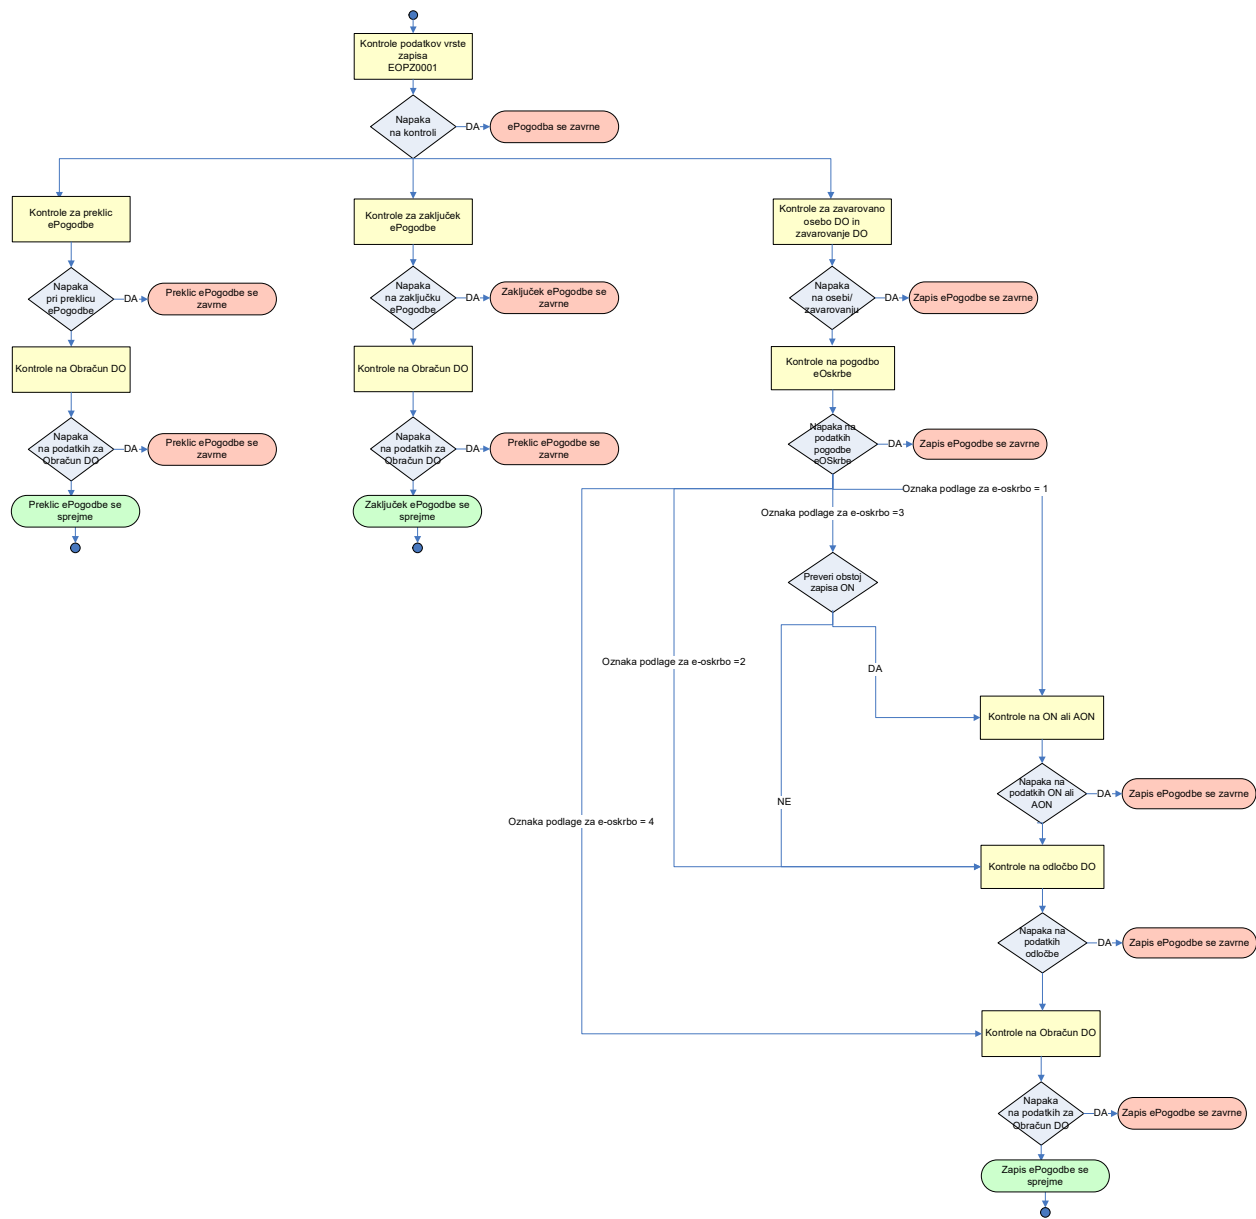 Kontrole podatkov vrste
zapisa
EOPZ0001
Napaka
na kontroli
DA
ePogodba se zavrne
Kontrole za preklic
ePogodbe
Napaka
pri preklicu
ePogodbe
DA
Preklic ePogodbe se
zavrne
Kontrole na Obračun DO
Napaka
na podatkih za
Obračun DO
DA
Preklic ePogodbe se
zavrne
Preklic ePogodbe se
sprejme
Kontrole za zaključek
ePogodbe
Napaka
na zaključku
ePogodbe
DA
Zaključek ePogodbe se
zavrne
Kontrole na Obračun DO
Napaka
na podatkih za
Obračun DO
DA
Preklic ePogodbe se
zavrne
Zaključek ePogodbe se
sprejme
Kontrole za zavarovano
osebo DO in
zavarovanje DO
Napaka
na osebi/
zavarovanju
DA
Zapis ePogodbe se zavrne
Kontrole na pogodbo
eOskrbe
Napaka na
podatkih
pogodbe
eOSkrbe
DA
Zapis ePogodbe se zavrne
Oznaka podlage za e-oskrbo = 1
Oznaka podlage za e-oskrbo =3
Preveri obstoj
zapisa ON
Oznaka podlage za e-oskrbo =2
DA
Kontrole na ON ali AON
Napaka na
podatkih ON ali
AON
DA
Zapis ePogodbe se zavrne
NE
Oznaka podlage za e-oskrbo = 4
Kontrole na odločbo DO
Napaka na
podatkih
odločbe
DA
Zapis ePogodbe se zavrne
Kontrole na Obračun DO
Napaka
na podatkih za
Obračun DO
DA
Zapis ePogodbe se zavrne
Zapis ePogodbe se
sprejme